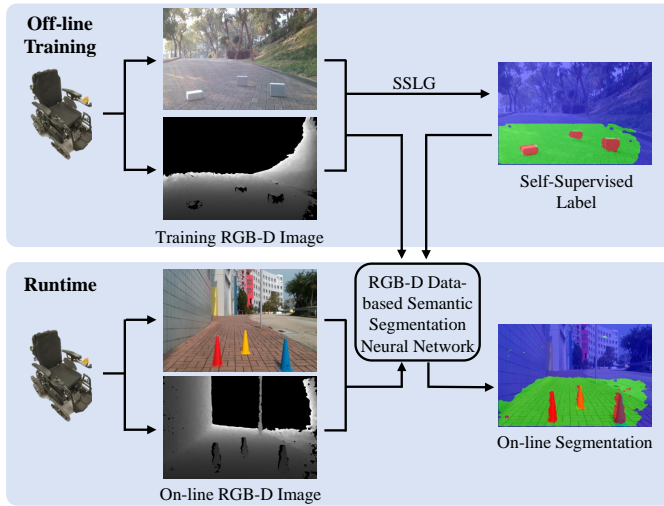 Off-line
Training
SSLG
Training RGB-D Image
Self-Supervised
Label
Runtime
RGB-D Data-
based Semantic
Segmentation
Neural Network
On-line RGB-D Image
On-line Segmentation